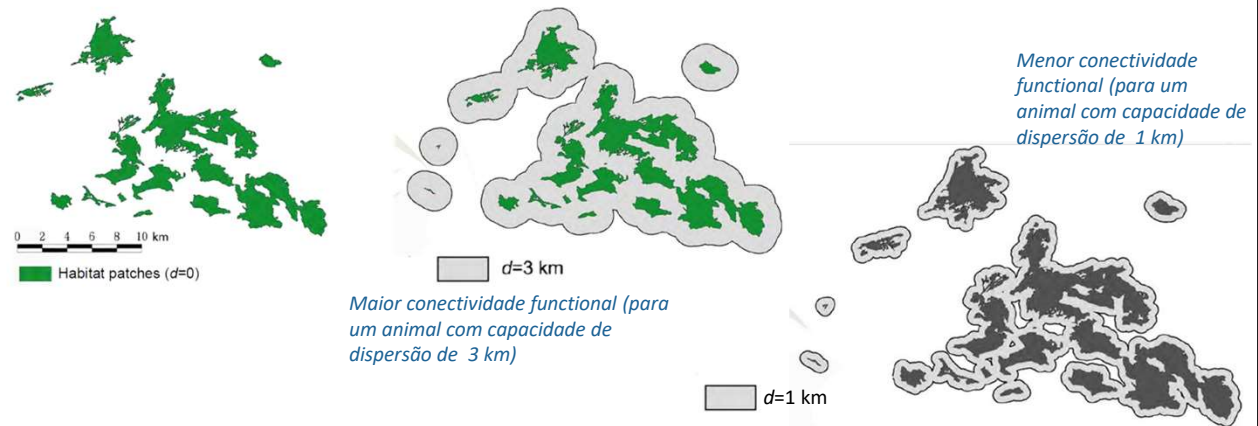 0 2 4 6 8 10 km
Habitat patches (d=0)
d=3 km
Maior conectividade functional (para
um animal com capacidade de
dispersão de 3 km)
Menor conectividade
functional (para um
animal com capacidade de
dispersão de 1 km)
d=1 km